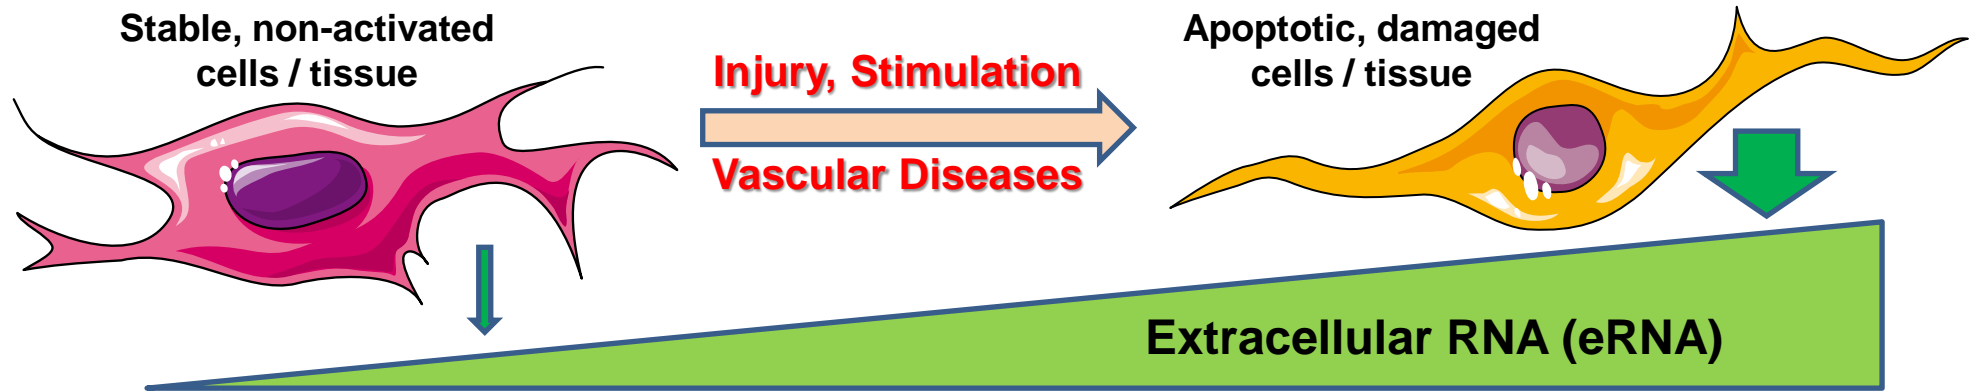 Stable, non-activated
cells / tissue
Injury, Stimulation
Vascular Diseases
Apoptotic, damaged
cells / tissue
Extracellular RNA (eRNA)